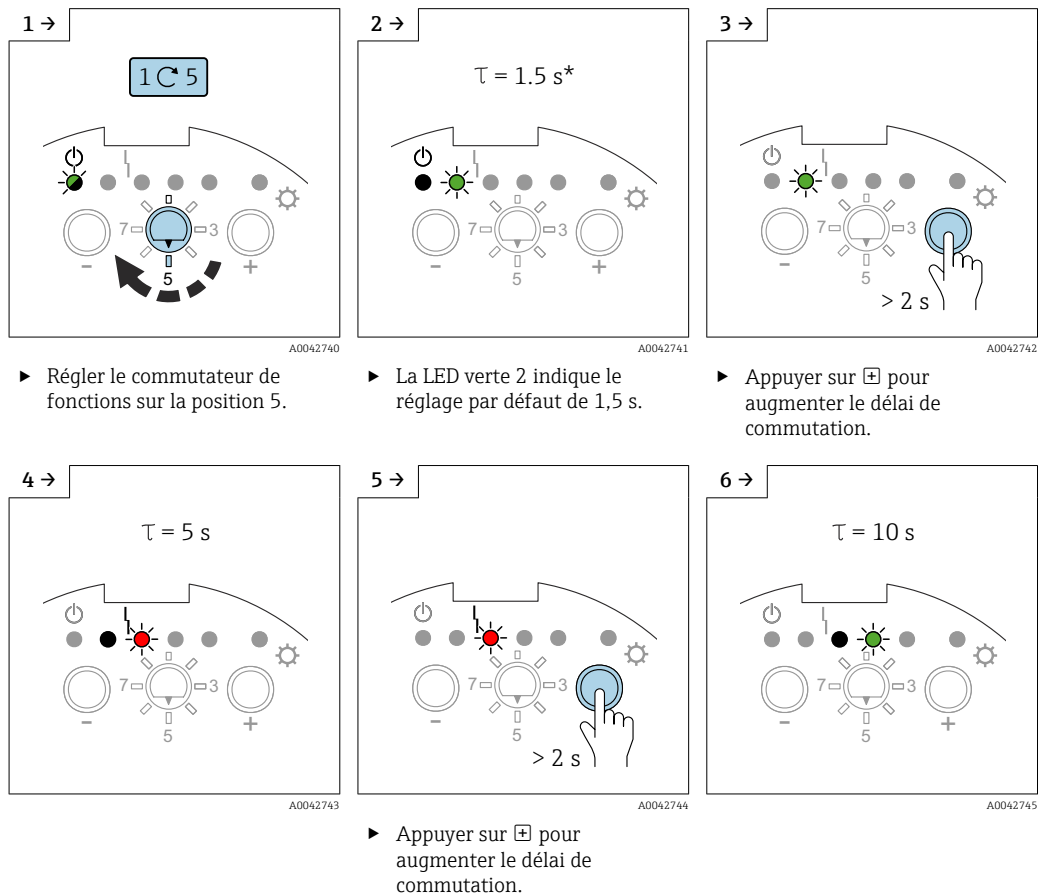 1 →
1 5
7
3
5
-
+
A0042740
► Régler le commutateur de
fonctions sur la position 5.
2 →
τ = 1.5 s*
7
3
5
-
+
A0042741
► La LED verte 2 indique le
réglage par défaut de 1,5 s.
3 →
7
5
-
> 2 s
A0042742
► Appuyer sur + pour
augmenter le délai de
commutation.
4 →
τ = 5 s
7
3
5
-
+
A0042743
5 →
7
3
5
-
> 2 s
A0042744
► Appuyer sur + pour
augmenter le délai de
commutation.
6 →
τ = 10 s
7
3
5
-
+
A0042745